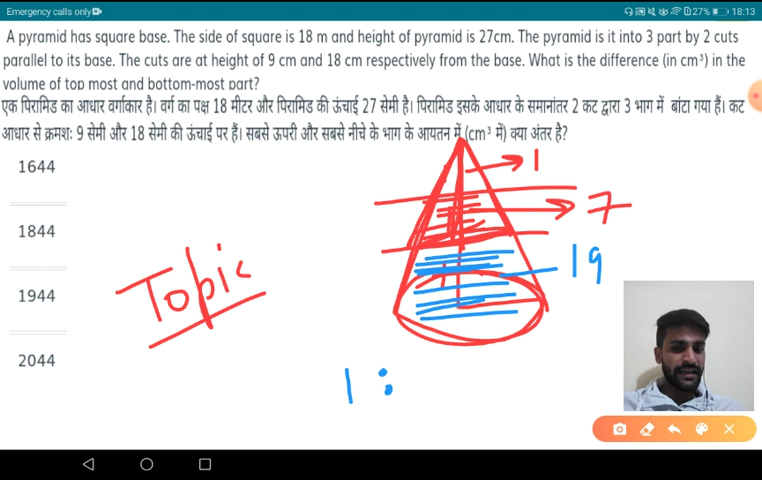 Emergency calls only 27% 18:13
A pyramid has square base. The side of square is 18 m and height of pyramid is 27cm. The pyramid is it into 3 part by 2 cuts
parallel to its base. The cuts are at height of 9 cm and 18 cm respectively from the base. What is the difference (in cm³) in the
volume of top most and bottom-most part?
एक पिरामिड का आधार वर्गाकार है। वर्ग का पक्ष 18 मीटर और पिरामिड की ऊंचाई 27 सेमी है। पिरामिड इसके आधार के समानांतर 2 कट द्वारा 3 भाग में बांटा गया हैं। कट
आधार से क्रमश: 9 सेमी और 18 सेमी की ऊंचाई पर हैं। सबसे ऊपरी और सबसे नीचे के भाग के आयतन में (cm³ में) क्या अंतर है?
1644
1844
1944
2044
Topic
1
7
19
1 :